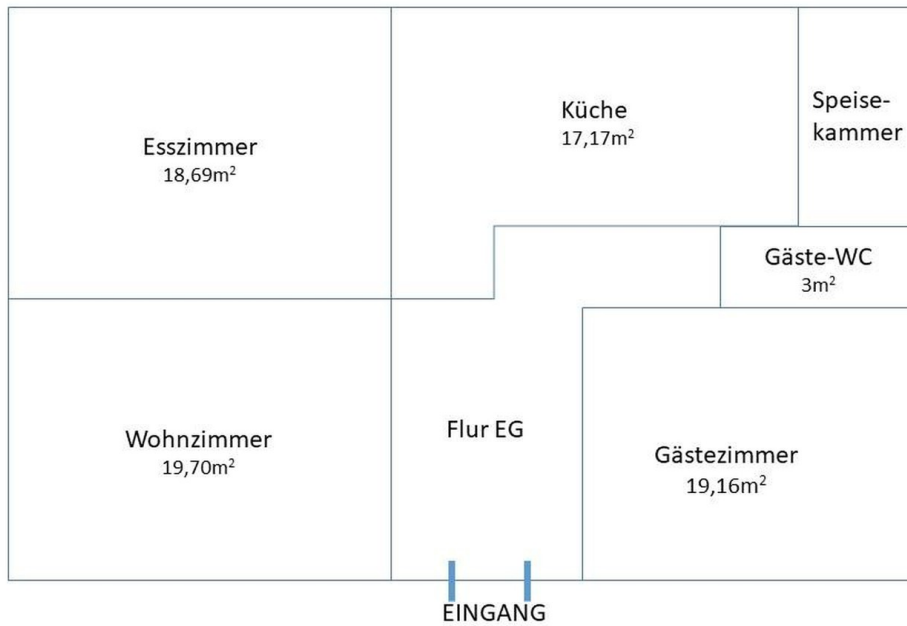 Esszimmer
18,69m²
Küche
17,17m²
Speise-
kammer
Gäste-WC
3m²
Wohnzimmer
19,70m²
Flur EG
Gästezimmer
19,16m²
EINGANG